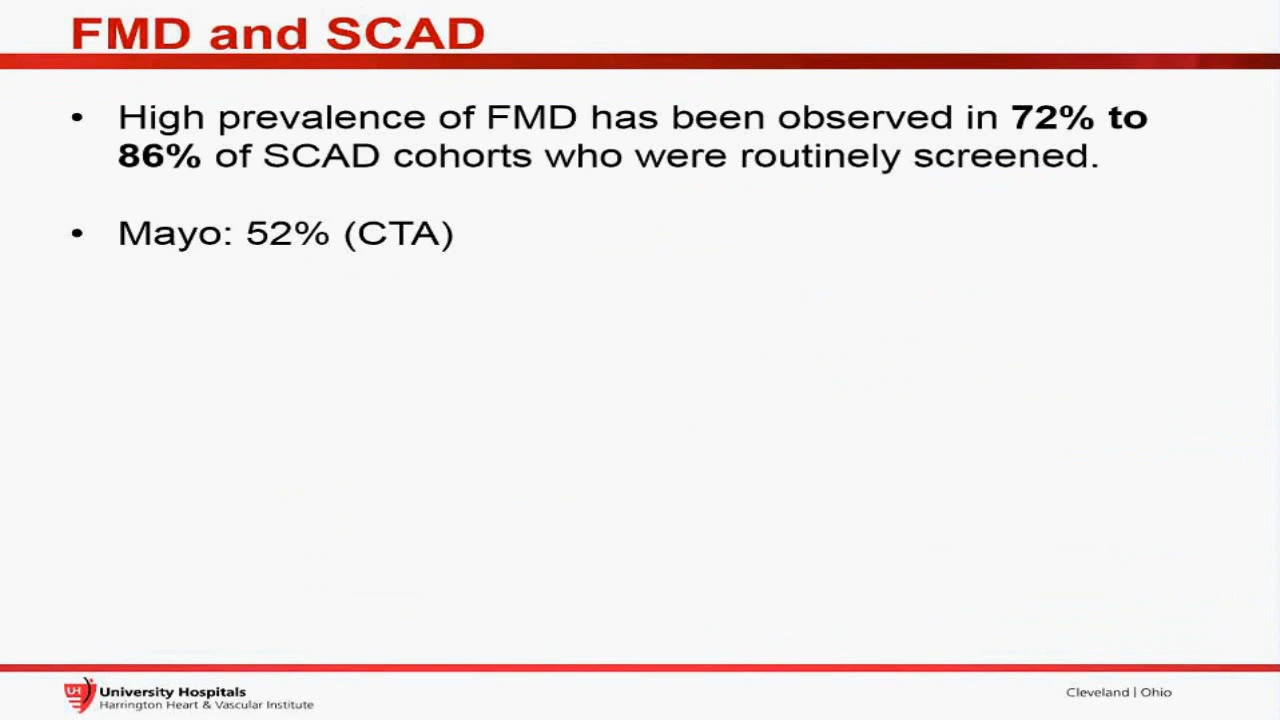 FMD and SCAD
• High prevalence of FMD has been observed in 72% to
86% of SCAD cohorts who were routinely screened.
• Mayo: 52% (CTA)
UH University Hospitals
Harrington Heart & Vascular Institute
Cleveland | Ohio